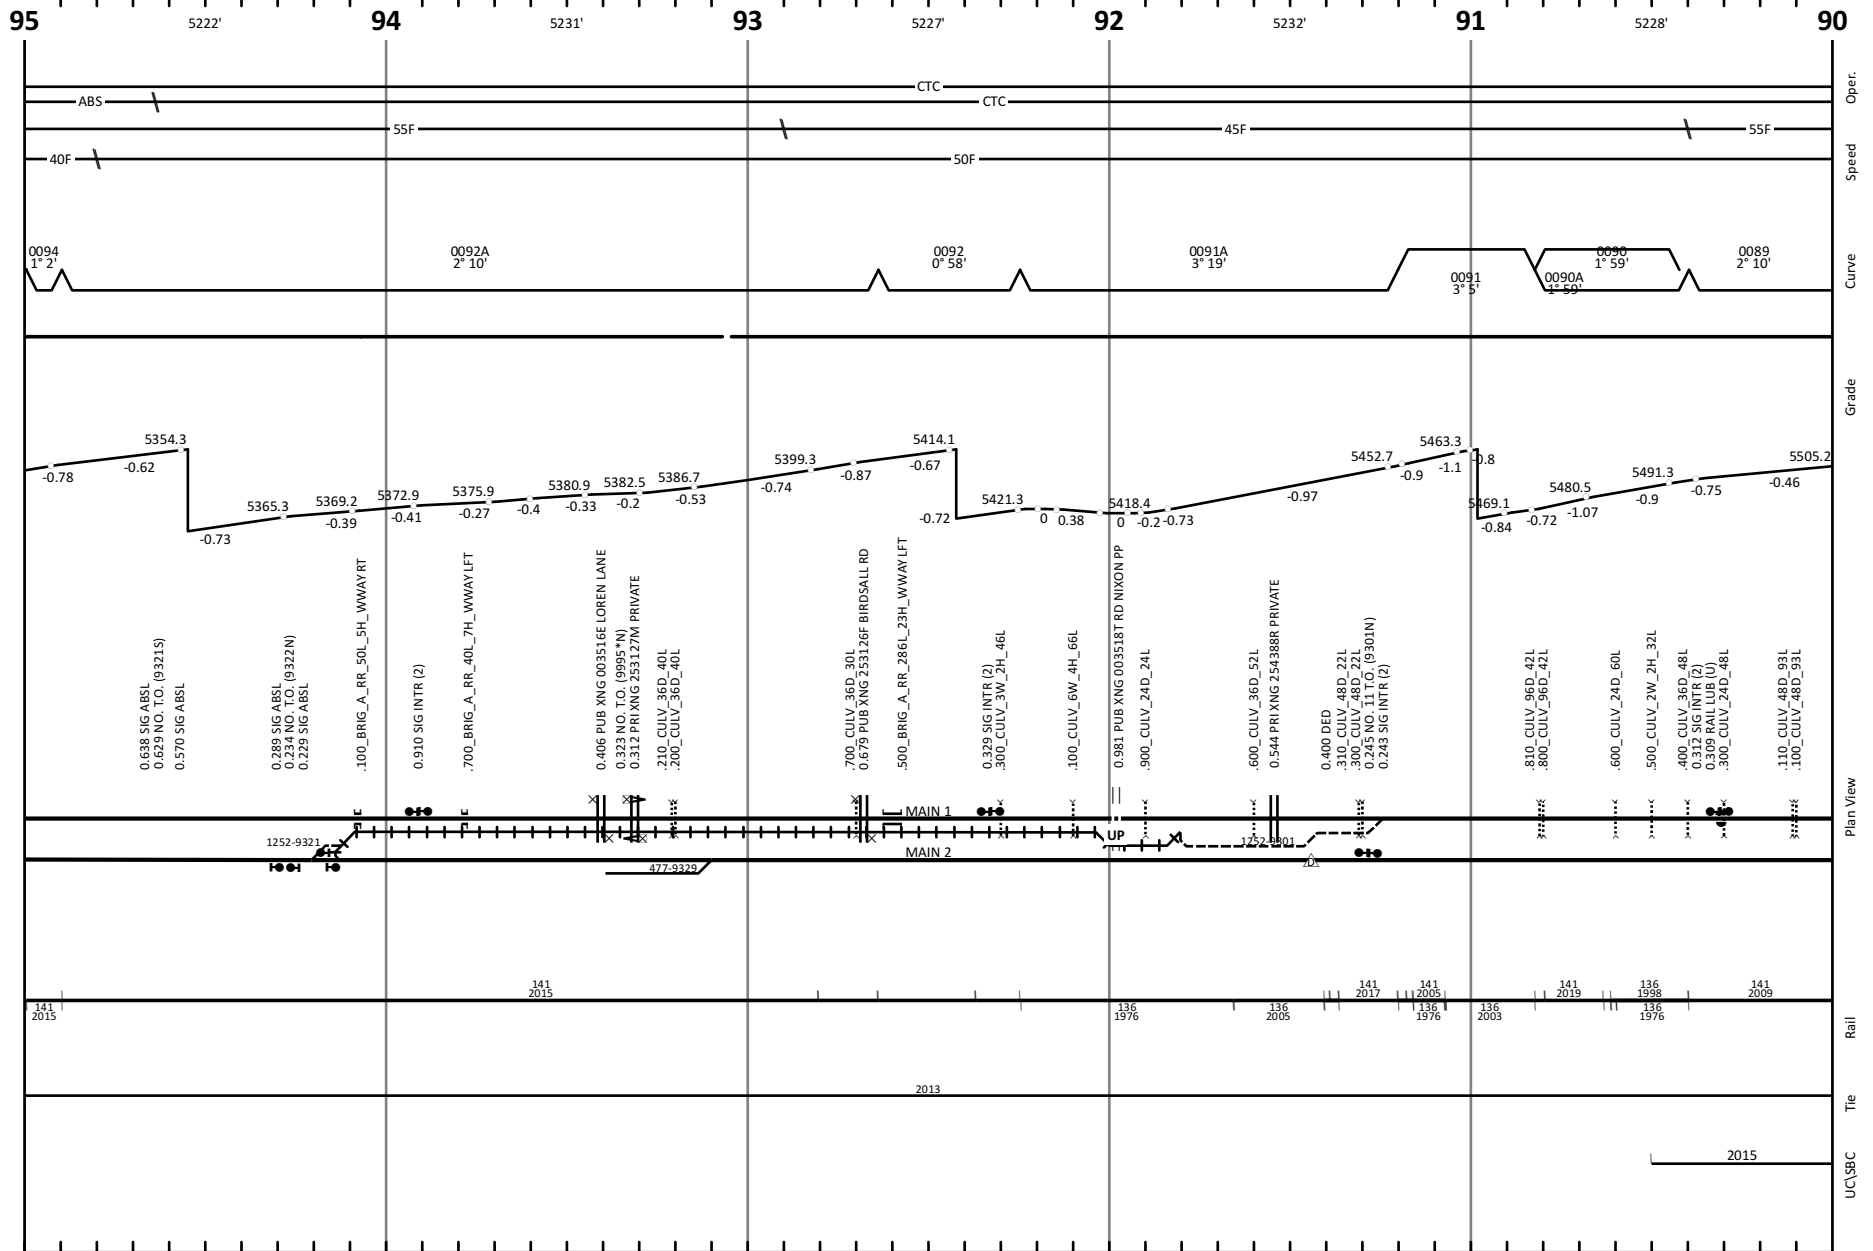 95 5222' 94 5231' 93 5227' 92 5232' 91 5228' 90
CTC
ABS CTC
Oper.
55F 45F 55F
40F 50F
Speed
0094
1° 2'
0092A
2° 10'
0092
0° 58'
0091A
3° 19'
0091
3° 5'
0090
1° 59'
0090A
1° 59'
0089
2° 10'
Curve
Grade
5354.3 5365.3 5369.2 5372.9 5375.9 5380.9 5382.5 5386.7 5399.3 5414.1 5421.3 5418.4 5452.7 5463.3 5469.1 5480.5 5491.3 5505.2
-0.78 -0.62 -0.73 -0.39 -0.41 -0.27 -0.4 -0.33 -0.2 -0.53 -0.74 -0.87 -0.67 -0.72 0 0.38 0 -0.2 -0.73 -0.97 -0.9 -1.1 -0.8 -0.84 -0.72 -1.07 -0.9 -0.75 -0.46
0.638 SIG ABSL
0.629 NO. T.O. (9321S)
0.570 SIG ABSL
0.289 SIG ABSL
0.234 NO. T.O. (9322N)
0.229 SIG ABSL
.100_BRIG_A_RR_50L_5H_WWAY RT
0.910 SIG INTR (2)
.700_BRIG_A_RR_40L_7H_WWAY LFT
0.406 PUB XNG 003516E LOREN LANE
0.323 NO. T.O. (9995*N)
0.312 PRI XNG 253127M PRIVATE
.210_CULV_36D_40L
.200_CULV_36D_40L
.700_CULV_36D_30L
0.679 PUB XNG 253126F BIRDSALL RD
.500_BRIG_A_RR_286L_23H_WWAY LFT
0.329 SIG INTR (2)
.300_CULV_3W_2H_46L
.100_CULV_6W_4H_66L
0.981 PUB XNG 003518T RD NIXON PP
.900_CULV_24D_24L
.600_CULV_36D_52L
0.544 PRI XNG 254388R PRIVATE
0.400 DED
.310_CULV_48D_22L
.300_CULV_48D_22L
0.245 NO. 11 T.O. (9301N)
0.243 SIG INTR (2)
.810_CULV_96D_42L
.800_CULV_96D_42L
.600_CULV_24D_60L
.500_CULV_2W_2H_32L
.400_CULV_36D_48L
0.312 SIG INTR (2)
0.309 RAIL LUB (U)
.300_CULV_24D_48L
.110_CULV_48D_93L
.100_CULV_48D_93L
Plan View
MAIN 1
UP
1252-9321
1252-9301
MAIN 2
D
477-9329
141
2015
141
2017
141
2005
141
2019
136
1998
141
2009
141
2015
136
1976
136
2005
136
1976
136
2003
136
1976
Rail
2013
Tie
2015
UC\SBC